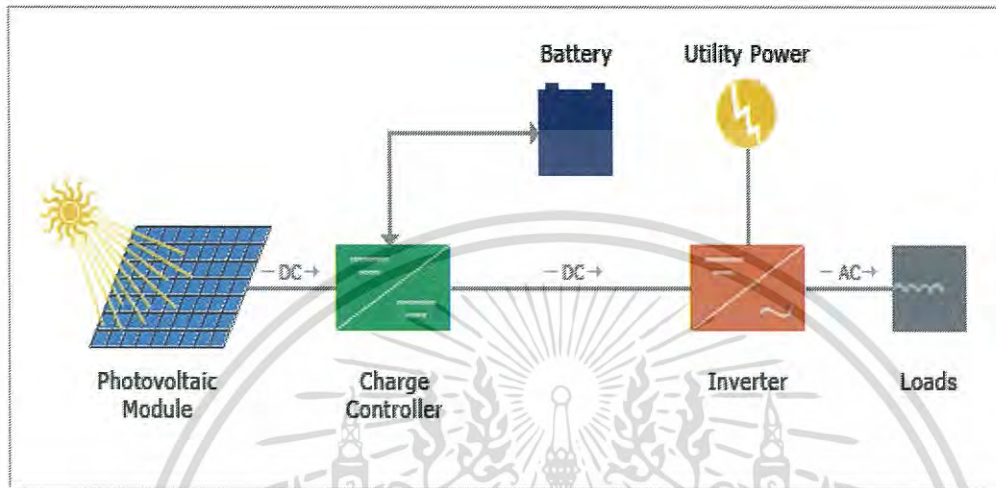 Battery
Utility Power
– DC →
– DC →
– AC →
Photovoltaic
Module
Charge
Controller
Inverter
Loads